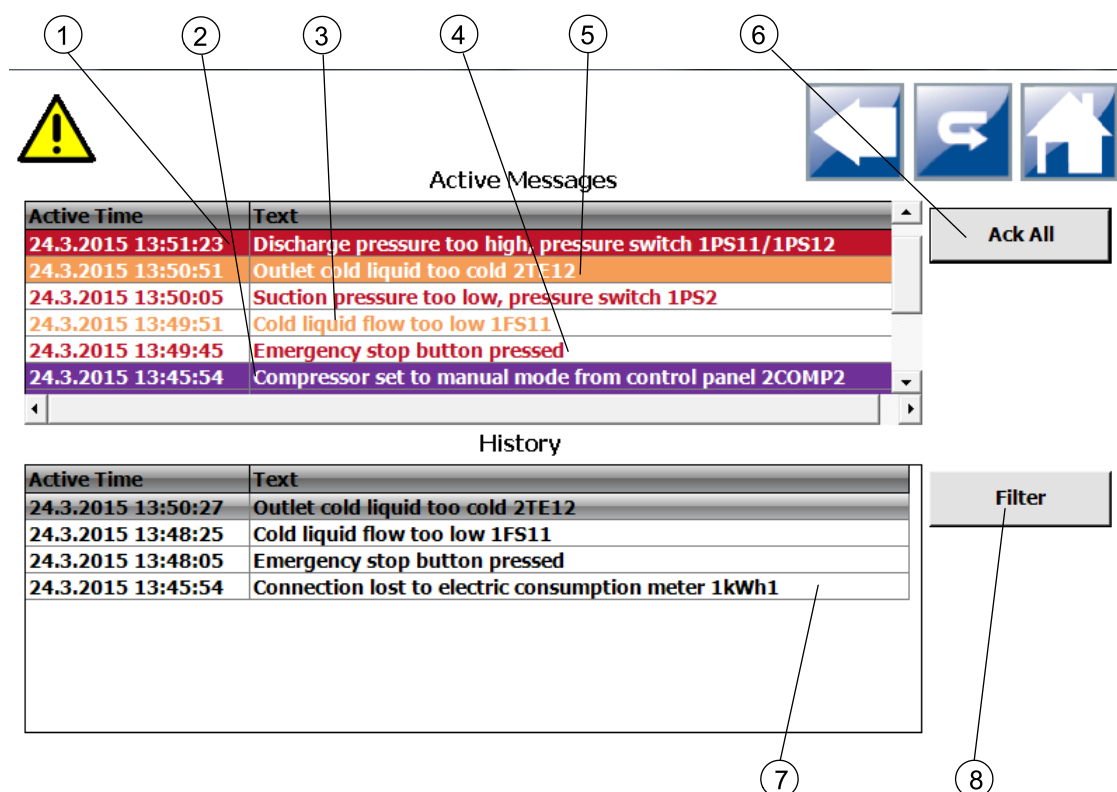 1 2 3 4 5 6
Active Messages
Active Time Text
24.3.2015 13:51:23 Discharge pressure too high, pressure switch 1PS11/1PS12
Ack All
24.3.2015 13:50:51 Outlet cold liquid too cold 2TE12
24.3.2015 13:50:05 Suction pressure too low, pressure switch 1PS2
24.3.2015 13:49:51 Cold liquid flow too low 1FS11
24.3.2015 13:49:45 Emergency stop button pressed
24.3.2015 13:45:54 Compressor set to manual mode from control panel 2COMP2
History
Active Time Text
24.3.2015 13:50:27 Outlet cold liquid too cold 2TE12
Filter
24.3.2015 13:48:25 Cold liquid flow too low 1FS11
24.3.2015 13:48:05 Emergency stop button pressed
24.3.2015 13:45:54 Connection lost to electric consumption meter 1kWh1
7 8